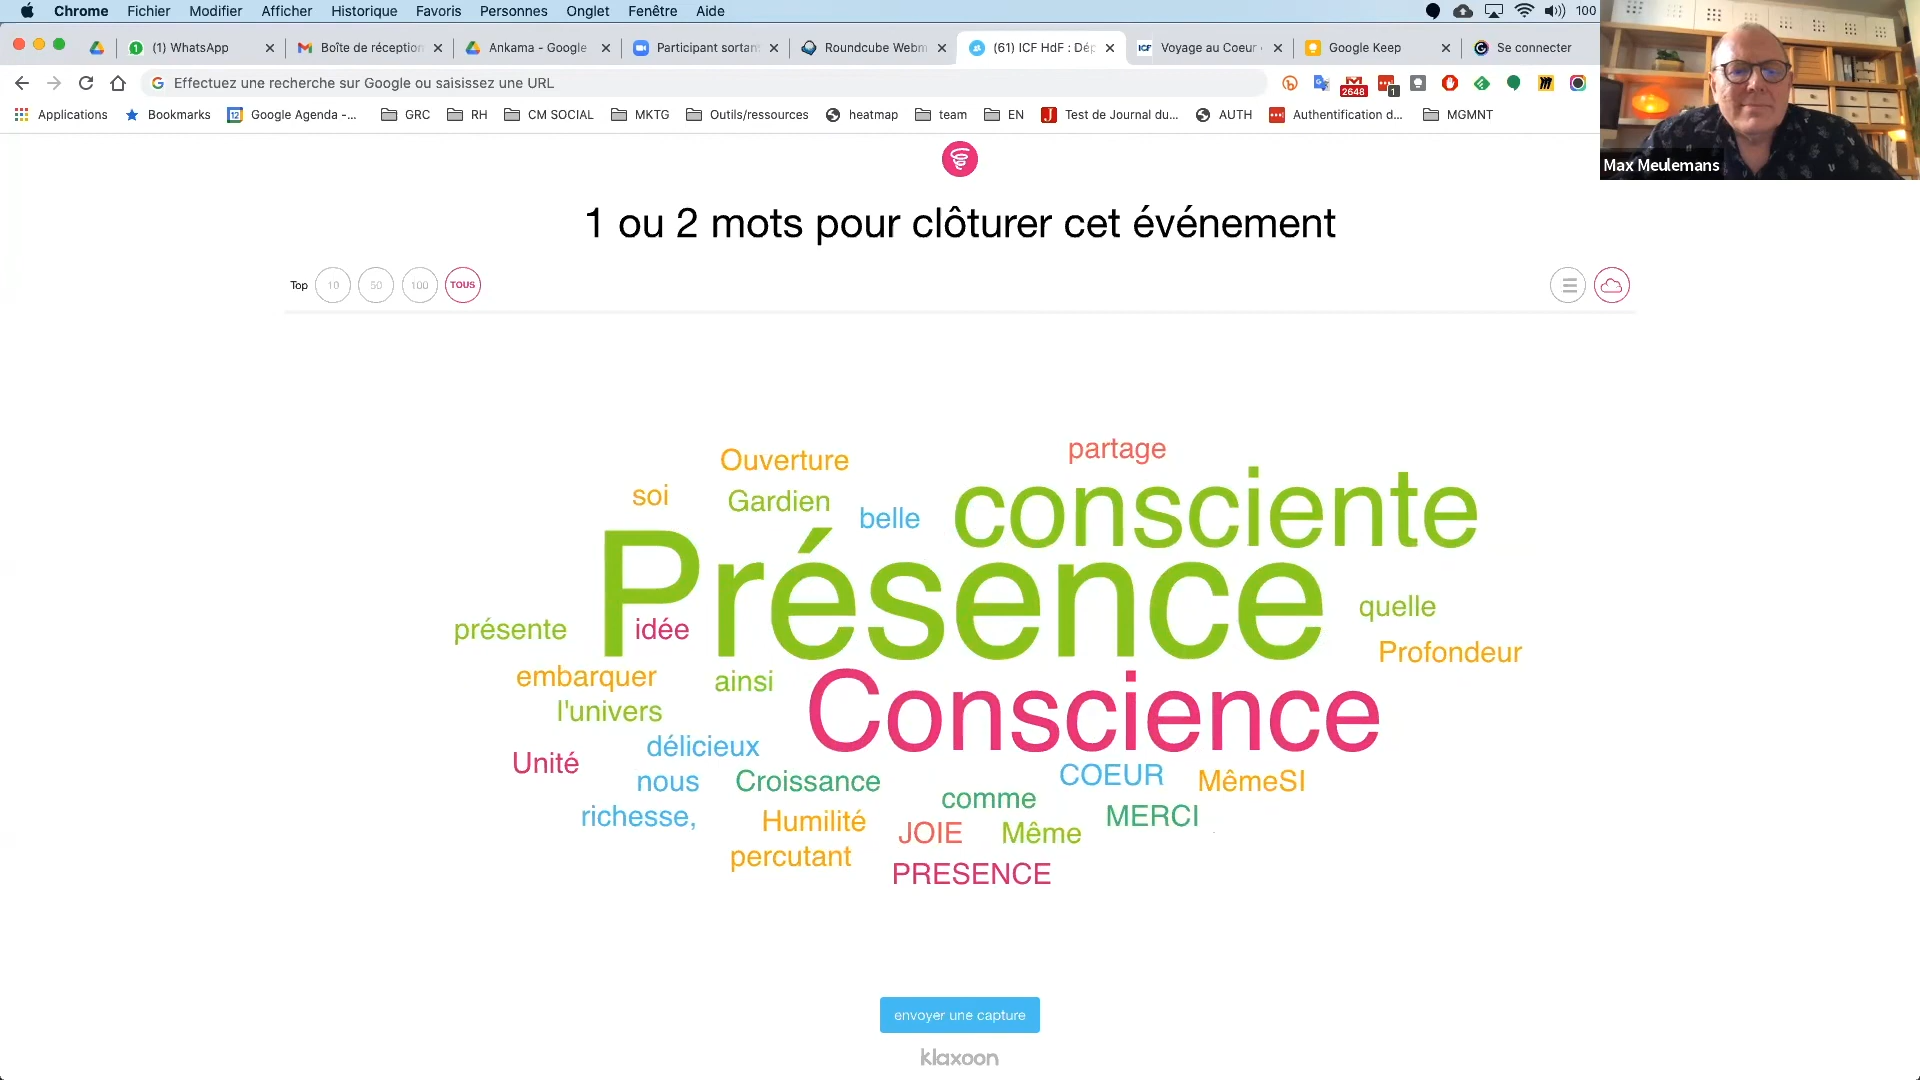 Chrome Fichier Modifier Afficher Historique Favoris Personnes Onglet Fenêtre Aide 100
(1) WhatsApp Boîte de réception Ankama - Google Participant sortan Roundcube Webm (61) ICF HdF : Dép ICF Voyage au Coeur Google Keep Se connecter
Effectuez une recherche sur Google ou saisissez une URL 2648 1
Applications Bookmarks Google Agenda -... GRC RH CM SOCIAL MKTG Outils/ressources heatmap team EN Test de Journal du... AUTH Authentification d... MGMNT
Max Meulemans
1 ou 2 mots pour clôturer cet événement
Top 10 50 100 TOUS
partage
Ouverture
soi
Gardien
belle
consciente
Présence
quelle
présente
idée
Profondeur
embarquer
ainsi
l'univers
Conscience
délicieux
Unité
nous
Croissance
COEUR
MêmeSI
comme
richesse,
Humilité
JOIE
Même
MERCI
percutant
PRESENCE
envoyer une capture
klaxoon